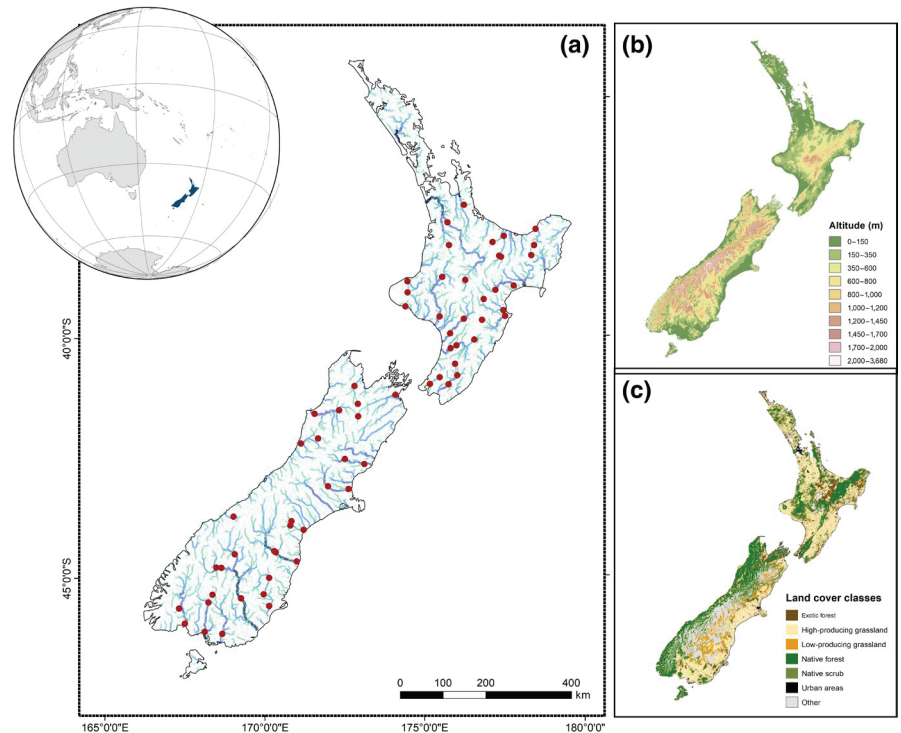 (a)
40°0'0"S
45°0'0"S
165°0'0"E
170°0'0"E
175°0'0"E
180°0'0"
0 100 200 400
km
(b)
Altitude (m)
0–150
150–350
350–600
600–800
800–1,000
1,000–1,200
1,200–1,450
1,450–1,700
1,700–2,000
2,000–3,680
(c)
Land cover classes
Exotic forest
High-producing grassland
Low-producing grassland
Native forest
Native scrub
Urban areas
Other